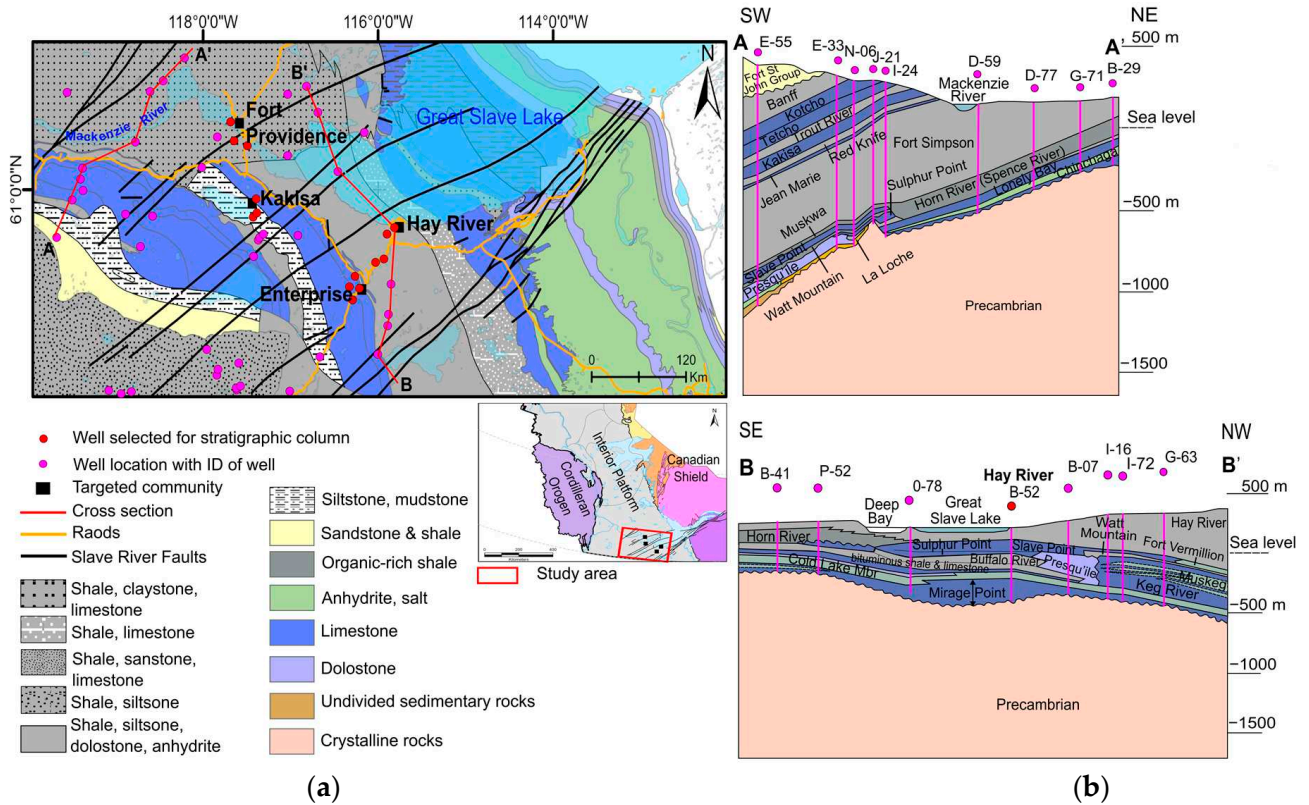 118°0'0"W
116°0'0"W
114°0'0"W
61°0'0"N
N
A'
B'
Mackenzie River
Fort
Providence
Great Slave Lake
Kakisa
Hay River
A
Enterprise
B
0
120
Km
Well selected for stratigraphic column
Well location with ID of well
Targeted community
Cross section
Raods
Slave River Faults
Shale, claystone,
limestone
Shale, limestone
Shale, sanstone,
limestone
Shale, siltsone
Shale, siltsone,
dolostone, anhydrite
Siltstone, mudstone
Sandstone & shale
Organic-rich shale
Anhydrite, salt
Limestone
Dolostone
Undivided sedimentary rocks
Crystalline rocks
N
Cordilleran
Orogen
Interior Platform
Canadian
Shield
Study area
(a)
SW
NE
A
A'
E-55
E-33
N-06
J-21
I-24
D-59
D-77
G-71
B-29
500 m
Mackenzie
River
Fort St
John Group
Banff
Kotcho
Tetcho
Trout River
Kakisa
Red Knife
Jean Marie
Fort Simpson
Sulphur Point
Horn River (Spence River)
Lonely Bay
Chinchaga
Muskwa
Slave Point
Presqu'ile
Watt Mountain
La Loche
Precambrian
Sea level
−500 m
−1000
−1500
SE
NW
B
B'
B-41
P-52
0-78
Hay River
B-52
B-07
I-16
I-72
G-63
500 m
Deep
Bay
Great
Slave Lake
Watt
Mountain
Hay River
Horn River
Sulphur Point
Slave Point
Fort Vermillion
bituminous shale & limestone
Buffalo River
Presqu'ile
Muskeg
Cold Lake Mbr
Keg River
Mirage Point
Precambrian
Sea level
−500 m
−1000
−1500
(b)